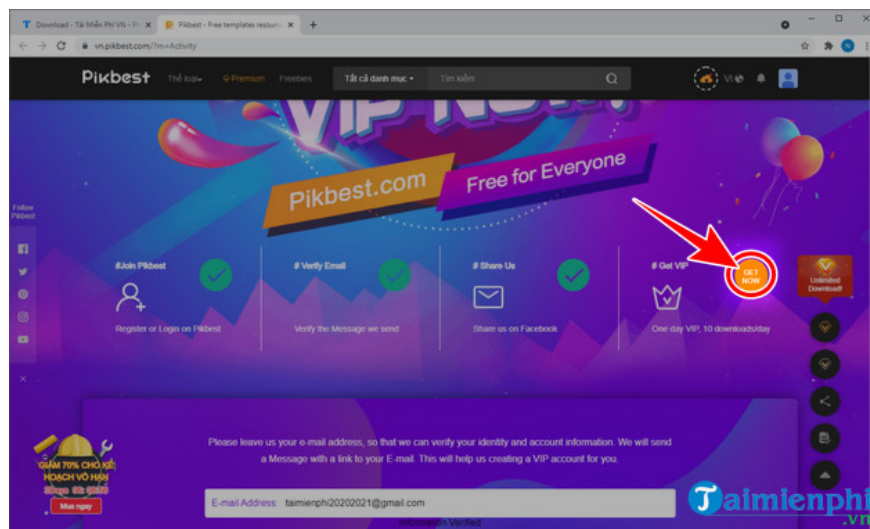 Download - Tải Miễn Phí VN - Ph
Pikbest - Free templates resourc
vn.pikbest.com/?m=Activity
Pikbest
Thể loại
Premium
Freebies
Tất cả danh mục
Tìm kiếm
VI
VIP NOW!
Pikbest.com
Free for Everyone
Follow
Pikbest
#Join Pikbest
# Verify Email
# Share Us
# Get VIP
GET
NOW
Unlimited
Download!
Register or Login on Pikbest
Verify the Message we send
Share us on Facebook
One day VIP, 10 downloads/day
Please leave us your e-mail address, so that we can verify your identity and account information. We will send
a Message with a link to your E-mail. This will help us creating a VIP account for you.
GIẢM 70% CHO KẾ
HOẠCH VÔ HẠN
Mua ngay
E-mail Address: taimienphi20202021@gmail.com
Information Verified
Taimienphi
.vn